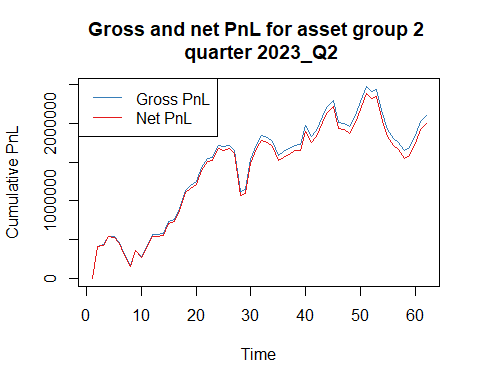 Gross and net PnL for asset group 2
quarter 2023_Q2
Gross PnL
Net PnL
Cumulative PnL
2000000
1000000
0
0 10 20 30 40 50 60
Time